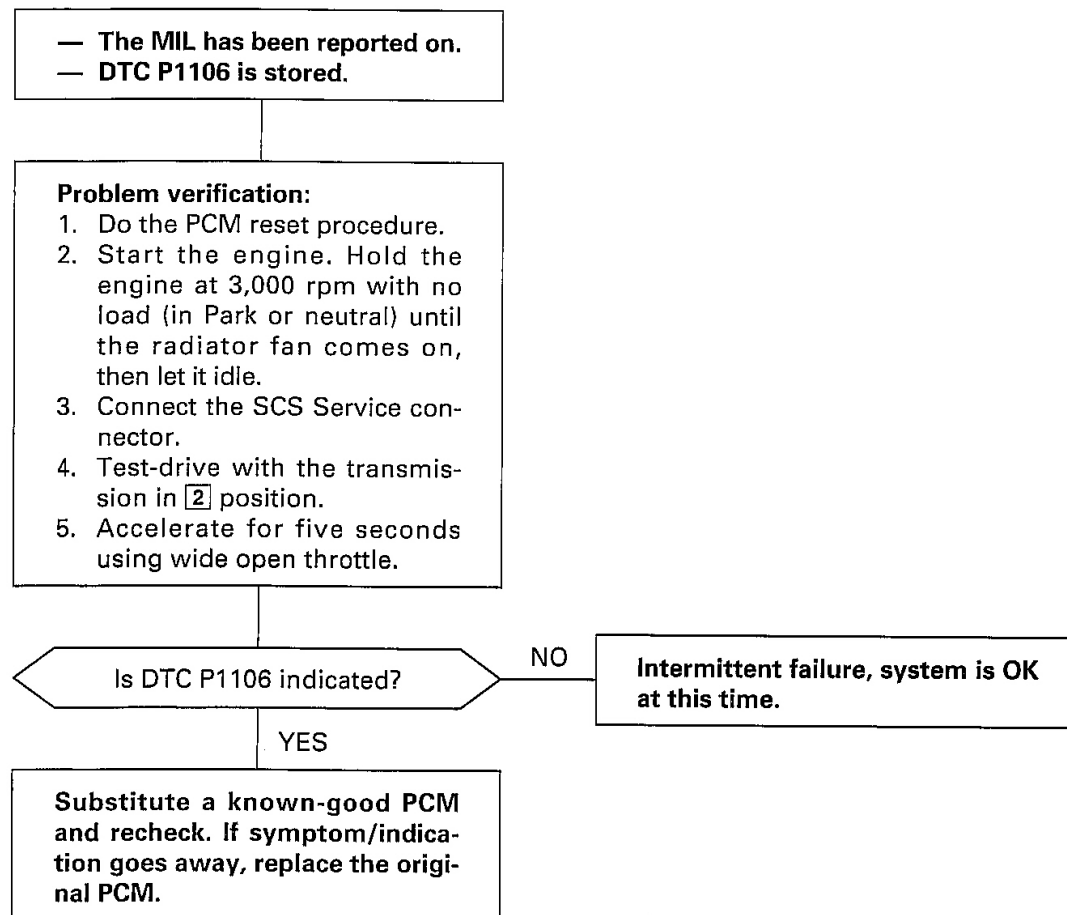 — The MIL has been reported on.
— DTC P1106 is stored.
Problem verification:
1. Do the PCM reset procedure.
2. Start the engine. Hold the
engine at 3,000 rpm with no
load (in Park or neutral) until
the radiator fan comes on,
then let it idle.
3. Connect the SCS Service con-
nector.
4. Test-drive with the transmis-
sion in 2 position.
5. Accelerate for five seconds
using wide open throttle.
Is DTC P1106 indicated?
NO
Intermittent failure, system is OK
at this time.
YES
Substitute a known-good PCM
and recheck. If symptom/indica-
tion goes away, replace the origi-
nal PCM.